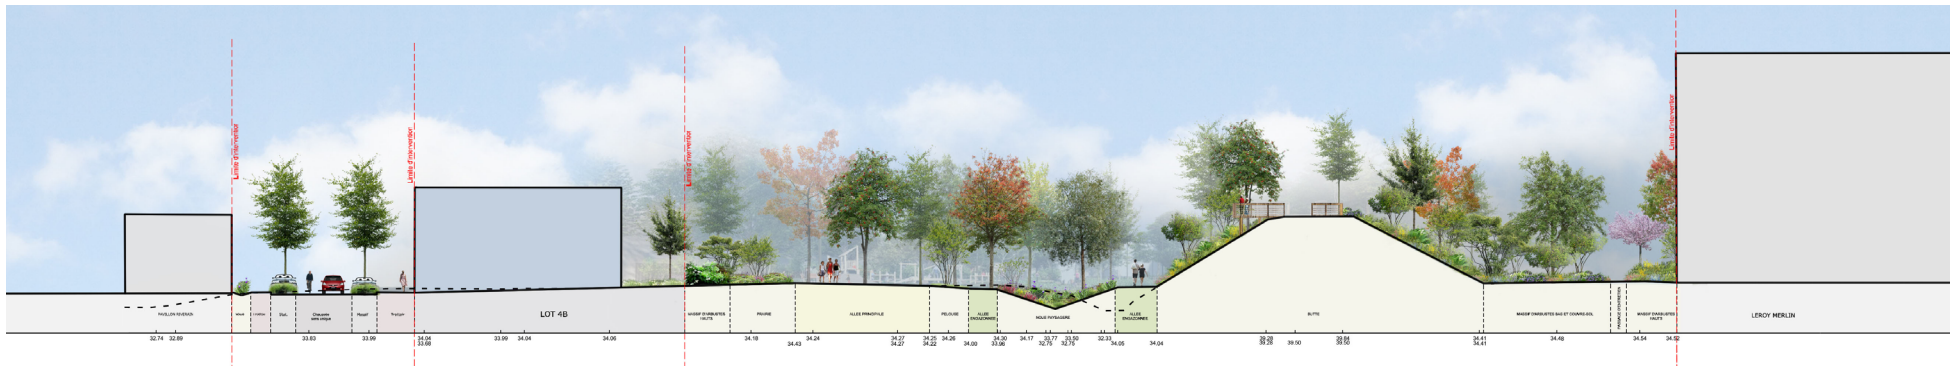 Limite d'intervention
Limite d'intervention
Limite d'intervention
Limite d'intervention
PAVILLON RIVERAIN
Stat.
Chaussée
sens unique
Massif
Trottoir
LOT 4B
MASSIF D'ARBUSTES
HAUTS
PRAIRIE
ALLEE PRINCIPALE
PELOUSE
ALLEE
ENGAZONNEE
NOUE PAYSAGERE
ALLEE
ENGAZONNEE
BUTTE
MASSIF D'ARBUSTES BAS ET COUVRE-SOL
PASSAGE D'ENTRETIEN
MASSIF D'ARBUSTES
HAUTS
LEROY MERLIN
32.74 32.89 33.83 33.99 34.04 33.99 34.04 34.06 34.18 34.24 34.27 34.25 34.26 34.30 34.17 33.77 33.50 32.33 34.04 39.28 39.50 39.84 34.41 34.48 34.54 34.52
33.68 34.43 34.27 34.22 34.00 33.96 32.75 32.75 34.05 39.28 39.50 34.41